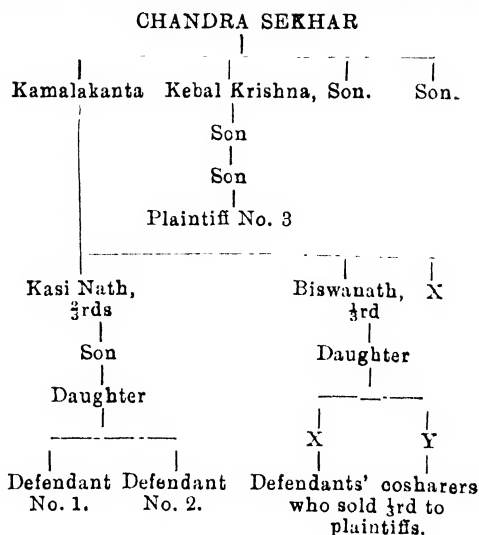 CHANDRA SEKHAR
Kamalakanta Kebal Krishna, Son. Son.
Son
Son
Plaintiff No. 3
Kasi Nath, Biswanath, X
⅔rds ⅓rd
Son Daughter
Daughter
X Y
Defendant Defendant Defendants' cosharers
No. 1. No. 2. who sold ⅓rd to
plaintiffs.